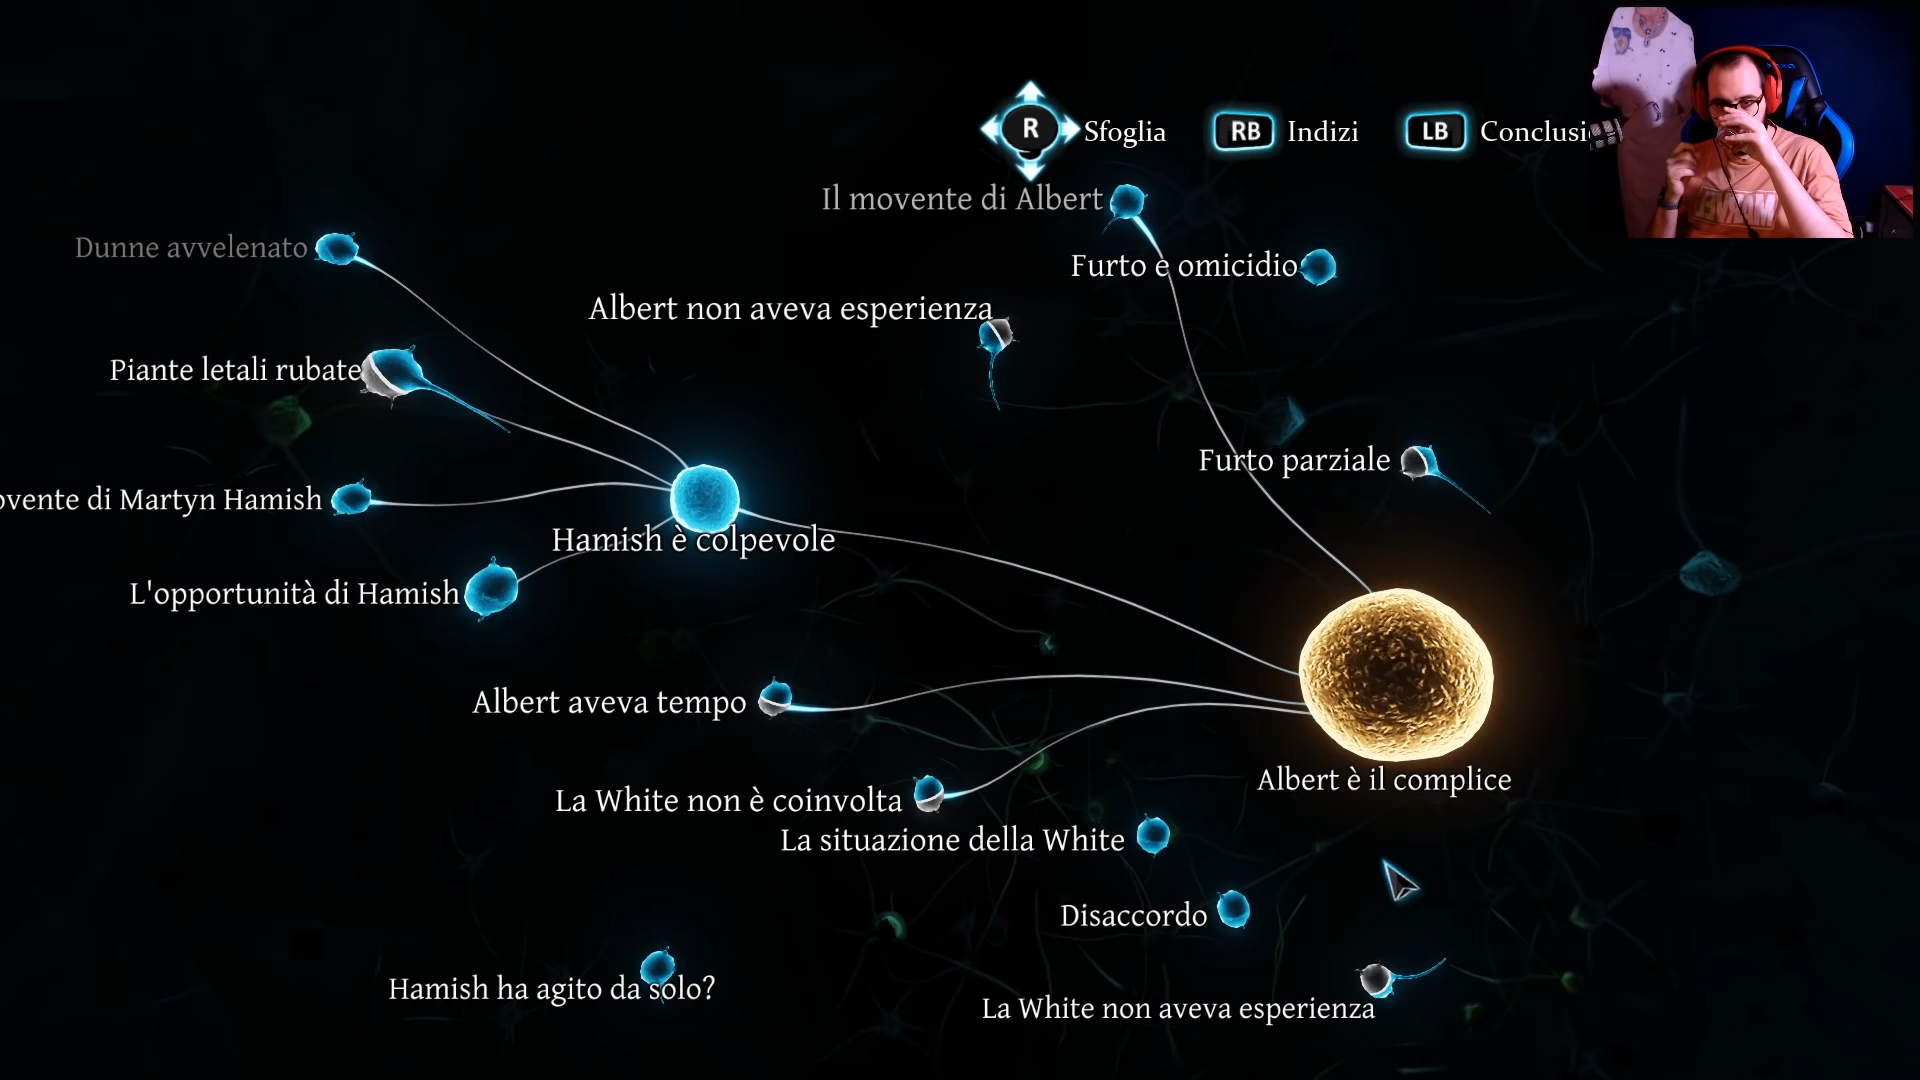 R
Sfoglia
RB
Indizi
LB
Conclusi
Il movente di Albert
Dunne avvelenato
Furto e omicidio
Albert non aveva esperienza
Piante letali rubate
Furto parziale
ovente di Martyn Hamish
Hamish è colpevole
L'opportunità di Hamish
Albert aveva tempo
Albert è il complice
La White non è coinvolta
La situazione della White
Disaccordo
Hamish ha agito da solo?
La White non aveva esperienza